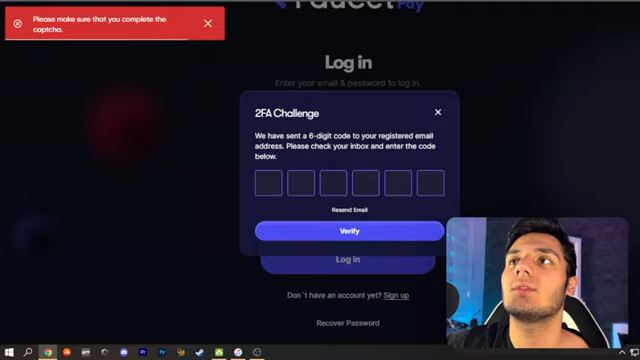 Please make sure that you complete the
captcha.
FaucetPay
Log in
Enter your email & password to log in.
2FA Challenge
We have sent a 6-digit code to your registered email
address. Please check your inbox and enter the code
below.
Resend Email
Verify
Log in
Don`t have an account yet? Sign up
Recover Password